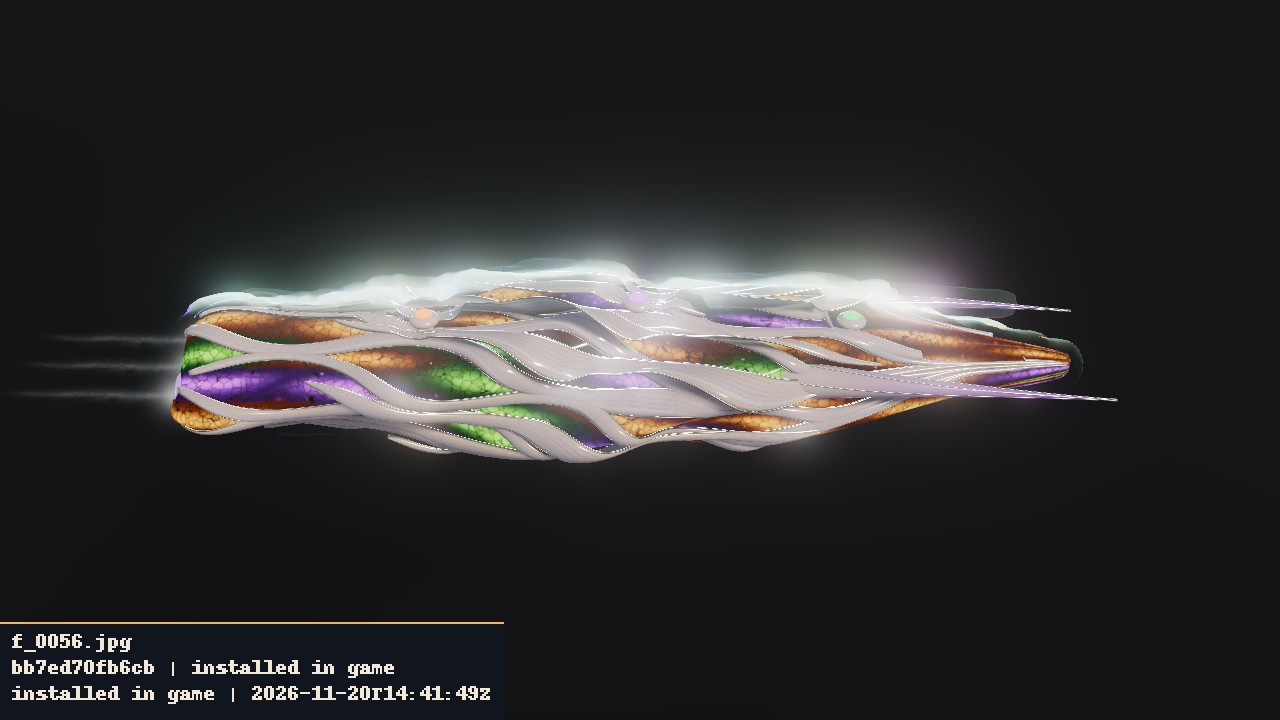 f_0056.jpg
bb7ed70fb6cb | installed in game
installed in game | 2026-11-20T14:41:49Z